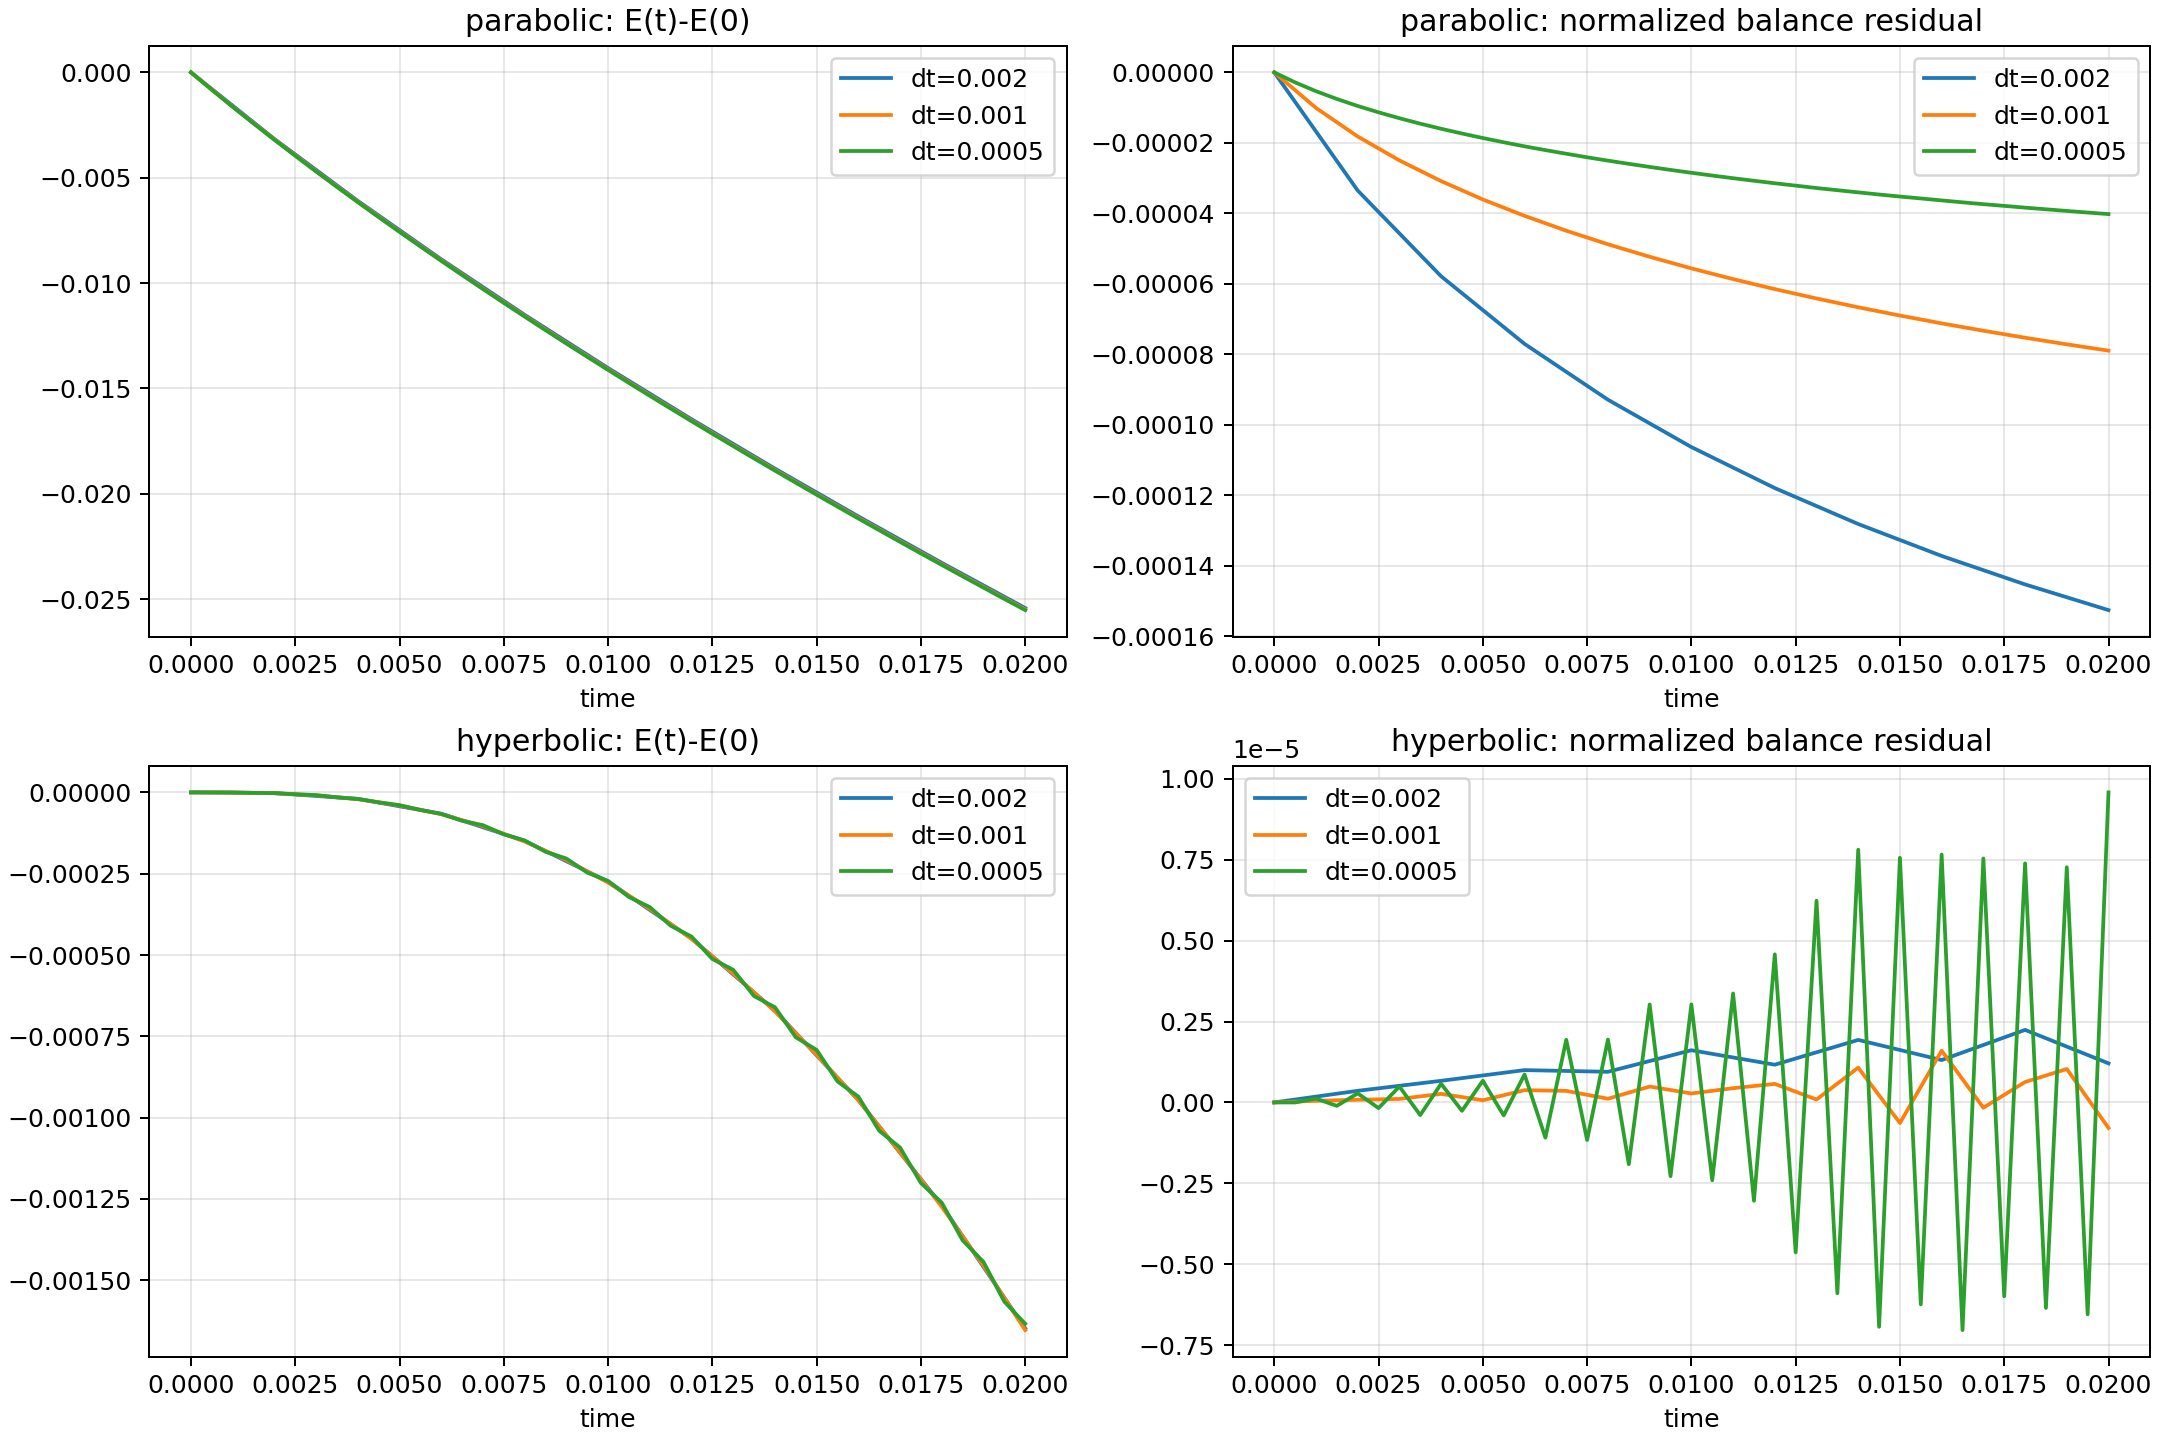 parabolic: E(t)-E(0)
0.000
−0.005
−0.010
−0.015
−0.020
−0.025
dt=0.002
dt=0.001
dt=0.0005
0.0000 0.0025 0.0050 0.0075 0.0100 0.0125 0.0150 0.0175 0.0200
time
parabolic: normalized balance residual
0.00000
−0.00002
−0.00004
−0.00006
−0.00008
−0.00010
−0.00012
−0.00014
−0.00016
dt=0.002
dt=0.001
dt=0.0005
0.0000 0.0025 0.0050 0.0075 0.0100 0.0125 0.0150 0.0175 0.0200
time
hyperbolic: E(t)-E(0)
0.00000
−0.00025
−0.00050
−0.00075
−0.00100
−0.00125
−0.00150
dt=0.002
dt=0.001
dt=0.0005
0.0000 0.0025 0.0050 0.0075 0.0100 0.0125 0.0150 0.0175 0.0200
time
hyperbolic: normalized balance residual
1e−5
1.00
0.75
0.50
0.25
0.00
−0.25
−0.50
−0.75
dt=0.002
dt=0.001
dt=0.0005
0.0000 0.0025 0.0050 0.0075 0.0100 0.0125 0.0150 0.0175 0.0200
time